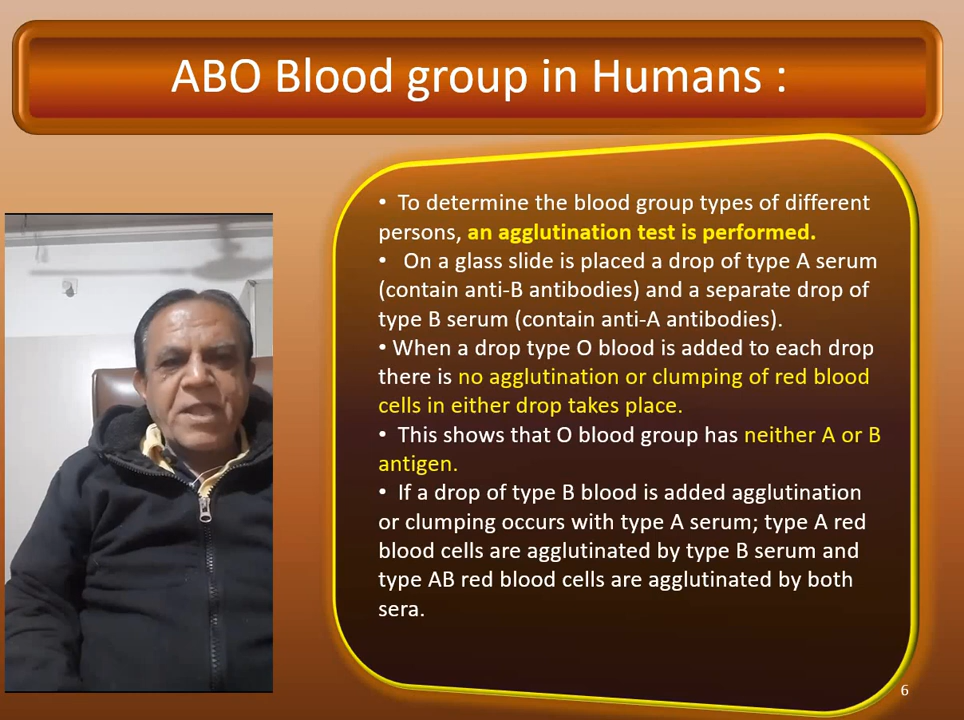 ABO Blood group in Humans :
• To determine the blood group types of different
persons, an agglutination test is performed.
• On a glass slide is placed a drop of type A serum
(contain anti-B antibodies) and a separate drop of
type B serum (contain anti-A antibodies).
• When a drop type O blood is added to each drop
there is no agglutination or clumping of red blood
cells in either drop takes place.
• This shows that O blood group has neither A or B
antigen.
• If a drop of type B blood is added agglutination
or clumping occurs with type A serum; type A red
blood cells are agglutinated by type B serum and
type AB red blood cells are agglutinated by both
sera.
6